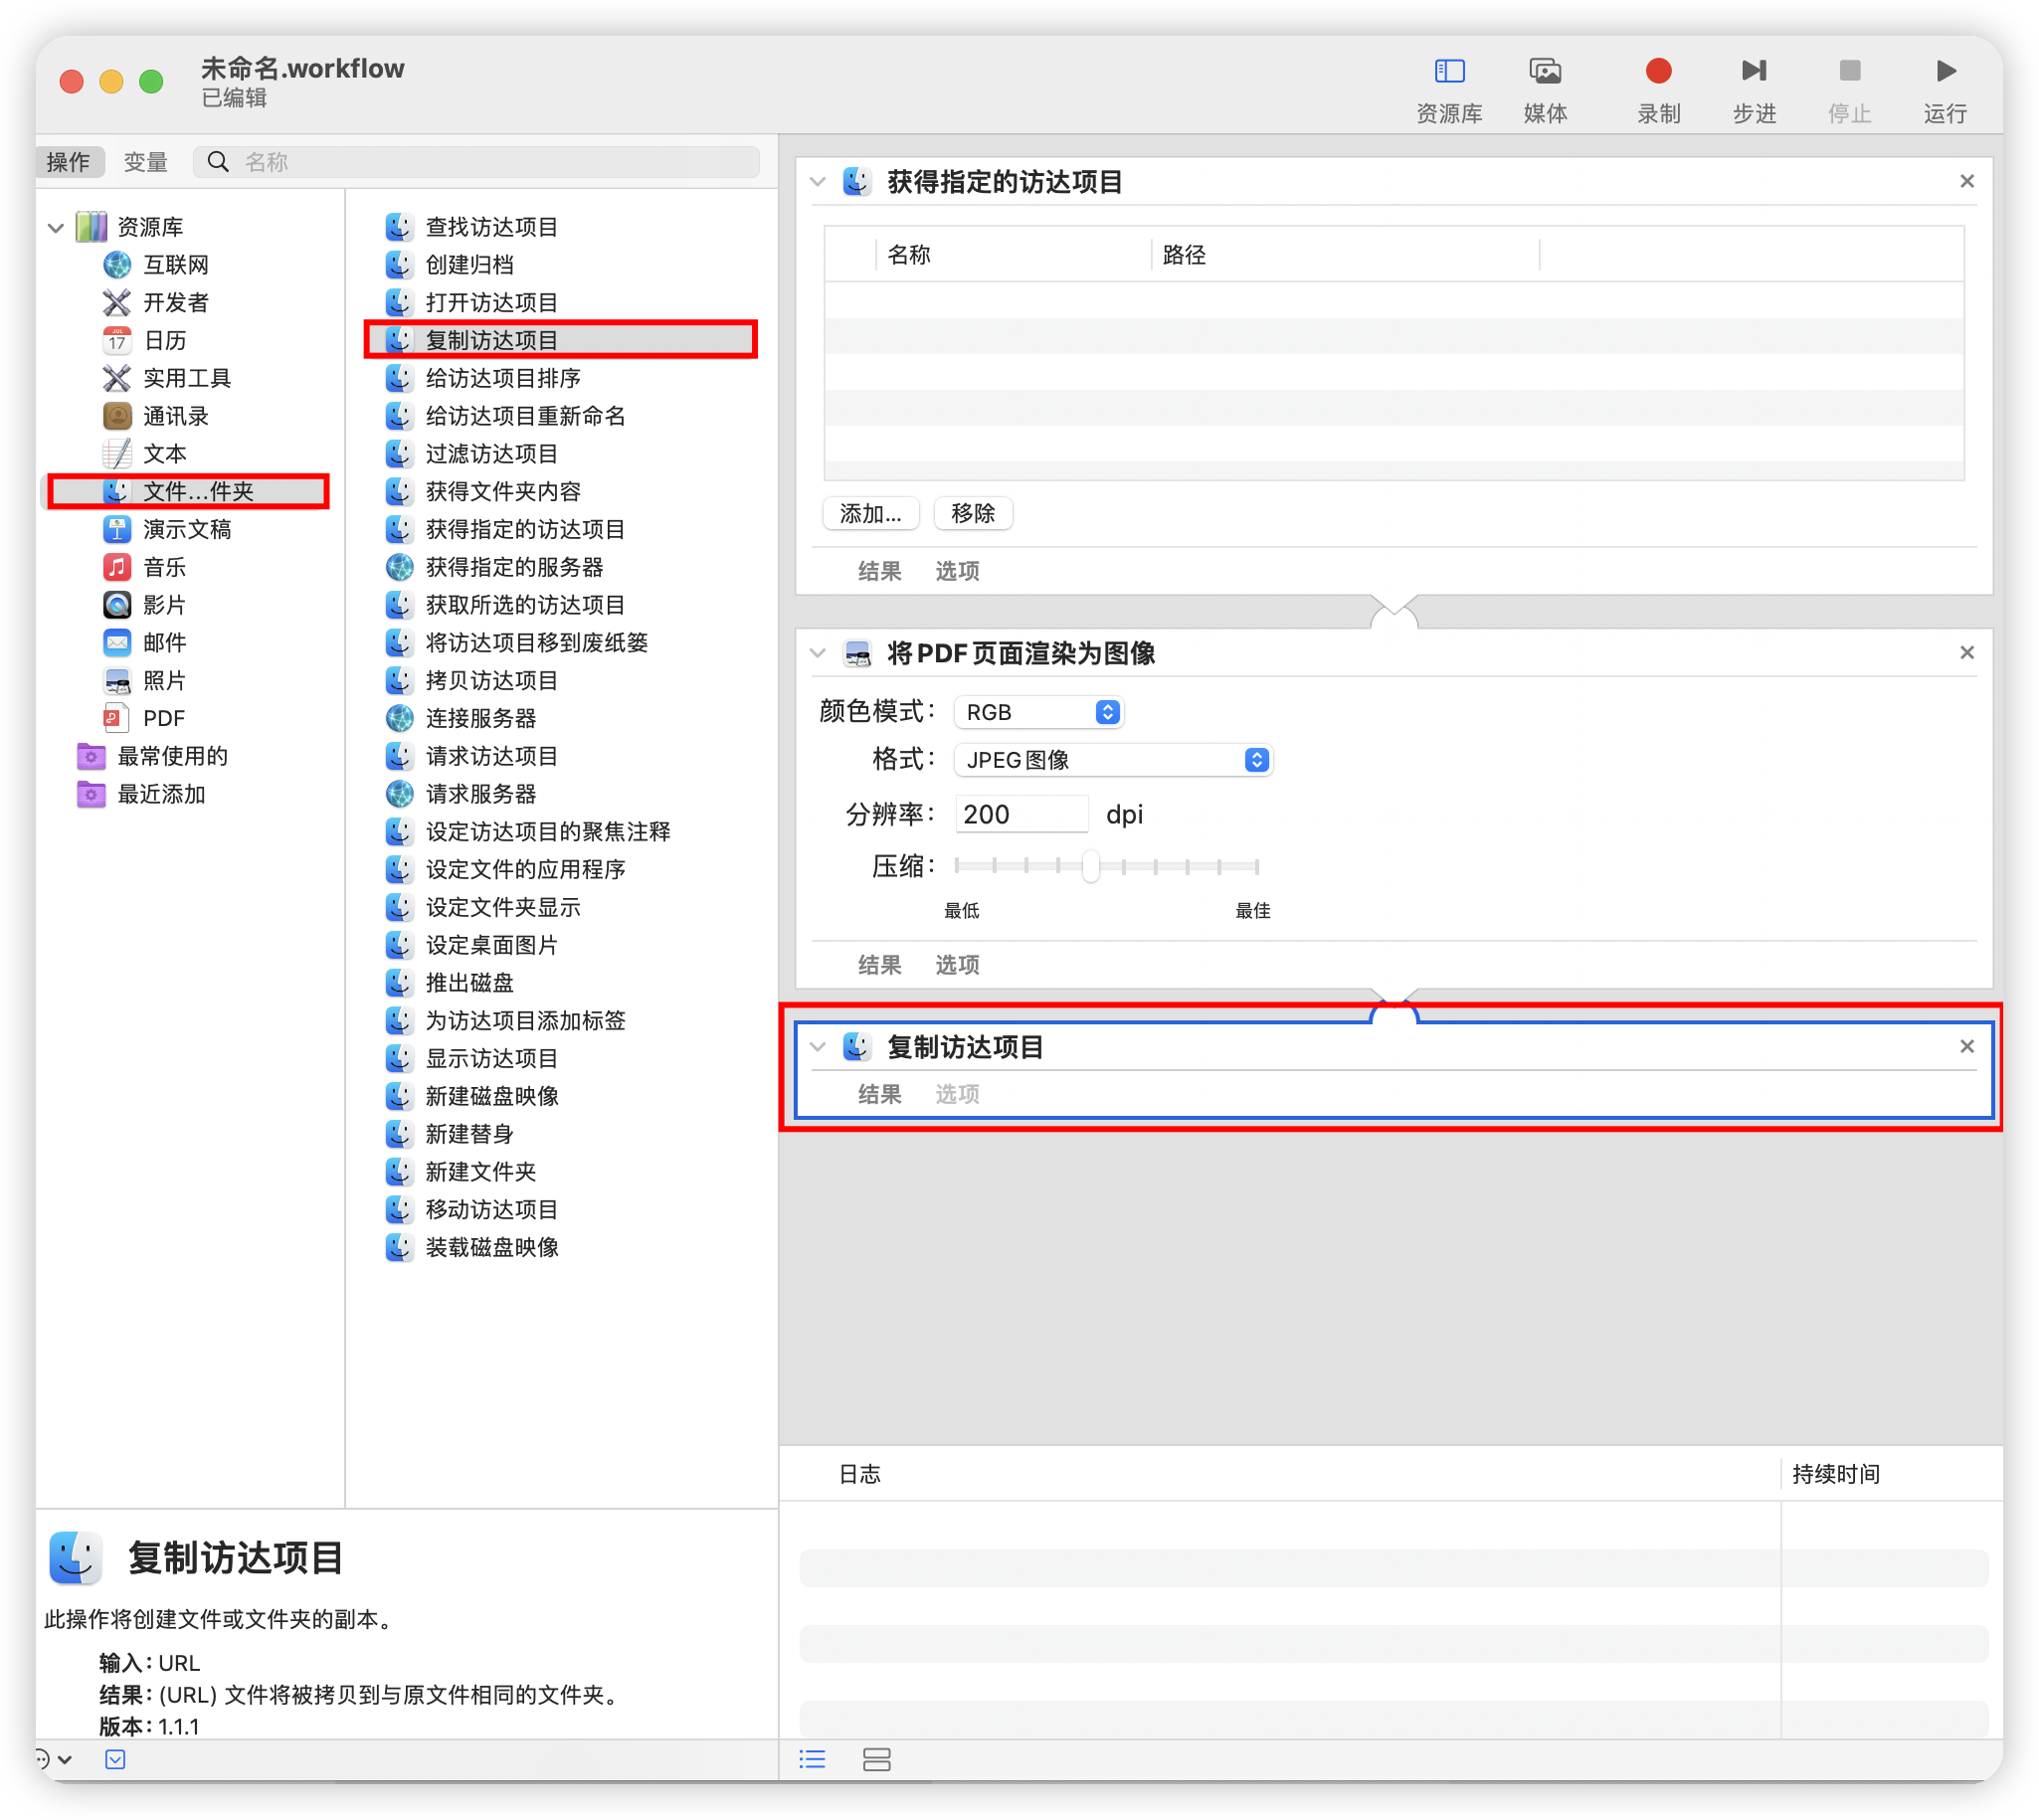 未命名.workflow
已编辑
资源库
媒体
录制
步进
停止
运行
操作
变量
名称
资源库
互联网
开发者
JUL
17
日历
实用工具
通讯录
文本
文件...件夹
演示文稿
音乐
影片
邮件
照片
PDF
最常使用的
最近添加
查找访达项目
创建归档
打开访达项目
复制访达项目
给访达项目排序
给访达项目重新命名
过滤访达项目
获得文件夹内容
获得指定的访达项目
获得指定的服务器
获取所选的访达项目
将访达项目移到废纸篓
拷贝访达项目
连接服务器
请求访达项目
请求服务器
设定访达项目的聚焦注释
设定文件的应用程序
设定文件夹显示
设定桌面图片
推出磁盘
为访达项目添加标签
显示访达项目
新建磁盘映像
新建替身
新建文件夹
移动访达项目
装载磁盘映像
复制访达项目
此操作将创建文件或文件夹的副本。
输入：URL
结果：(URL) 文件将被拷贝到与原文件相同的文件夹。
版本：1.1.1
获得指定的访达项目
名称 路径
添加... 移除
结果 选项
将PDF页面渲染为图像
颜色模式： RGB
格式： JPEG图像
分辨率： 200 dpi
压缩：
最低 最佳
结果 选项
复制访达项目
结果 选项
日志 持续时间